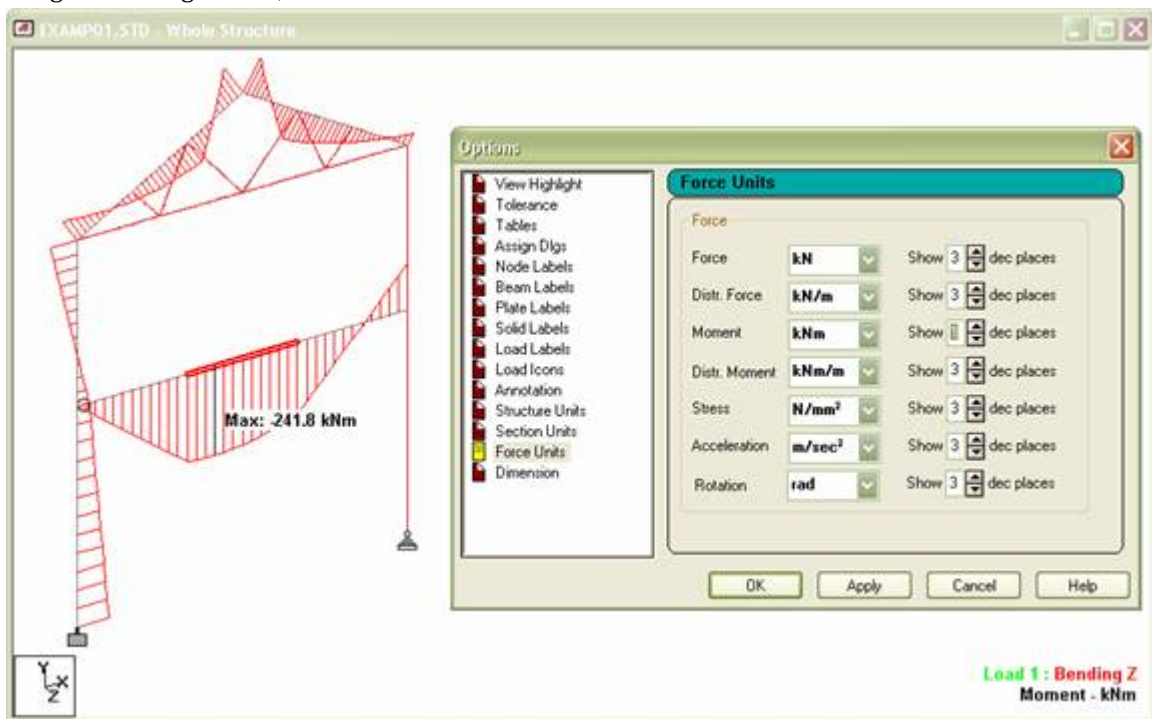 EXAMP01.STD - Whole Structure
Max: -241.8 kNm
Options
View Highlight
Tolerance
Tables
Assign Dlgs
Node Labels
Beam Labels
Plate Labels
Solid Labels
Load Labels
Load Icons
Annotation
Structure Units
Section Units
Force Units
Dimension
Force Units
Force
Force kN Show 3 dec places
Distr. Force kN/m Show 3 dec places
Moment kNm Show dec places
Distr. Moment kNm/m Show 3 dec places
Stress N/mm² Show 3 dec places
Acceleration m/sec² Show 3 dec places
Rotation rad Show 3 dec places
OK Apply Cancel Help
Y
X
Z
Load 1 : Bending Z
Moment - kNm